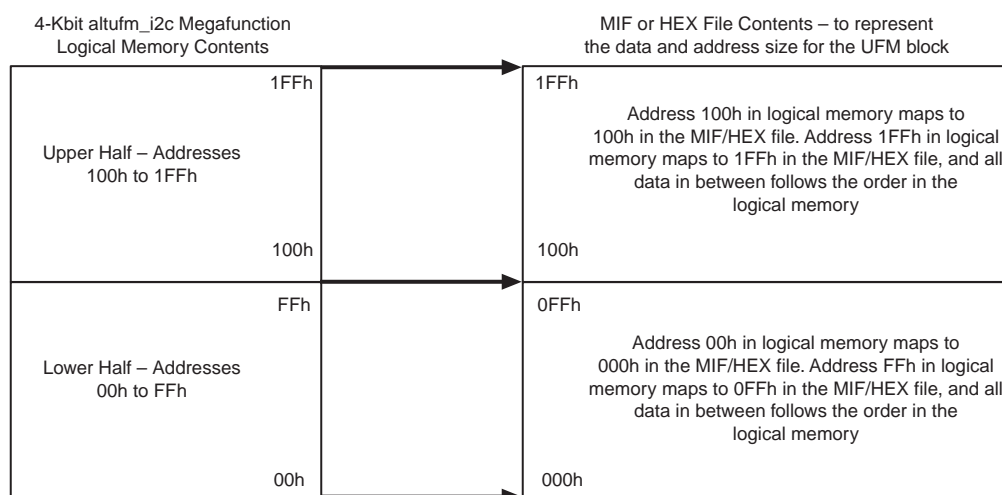 4-Kbit altufm_i2c Megafunction
Logical Memory Contents
MIF or HEX File Contents – to represent
the data and address size for the UFM block
1FFh
Upper Half – Addresses
100h to 1FFh
100h
1FFh
Address 100h in logical memory maps to
100h in the MIF/HEX file. Address 1FFh in logical
memory maps to 1FFh in the MIF/HEX file, and all
data in between follows the order in the
logical memory
100h
FFh
Lower Half – Addresses
00h to FFh
00h
0FFh
Address 00h in logical memory maps to
000h in the MIF/HEX file. Address FFh in logical
memory maps to 0FFh in the MIF/HEX file, and all
data in between follows the order in the
logical memory
000h